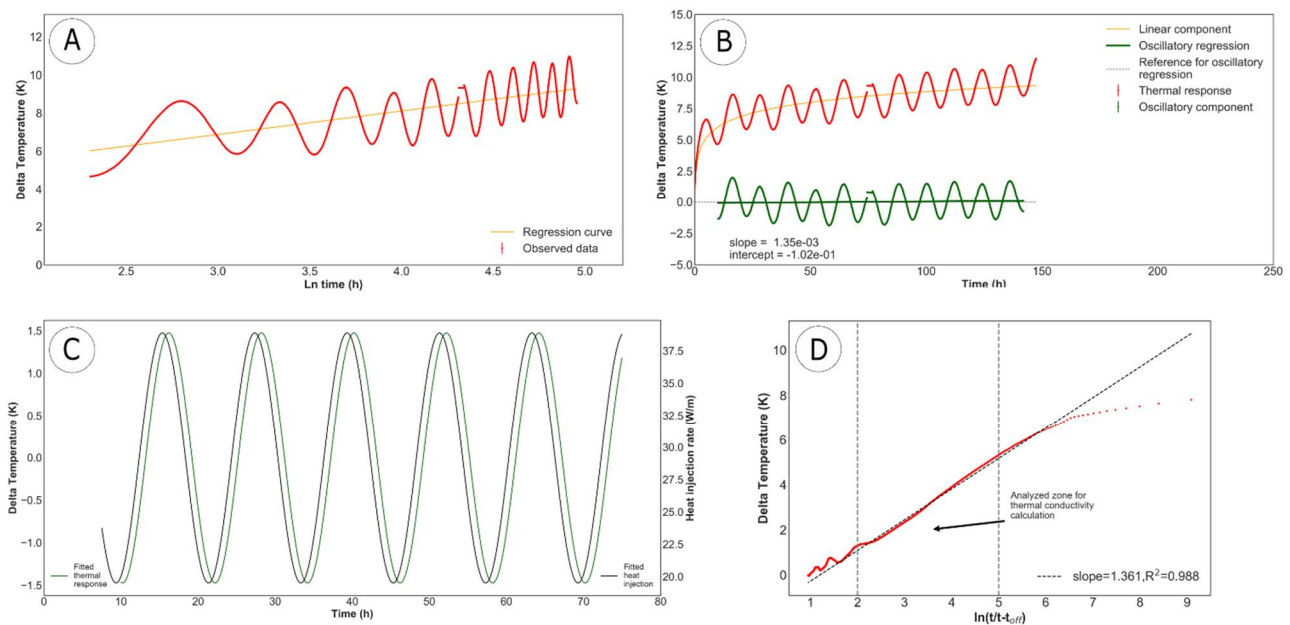 A
12
10
8
6
4
2
0
Delta Temperature (K)
2.5
3.0
3.5
4.0
4.5
5.0
Ln time (h)
Regression curve
Observed data
B
15.0
12.5
10.0
7.5
5.0
2.5
0.0
−2.5
−5.0
Delta Temperature (K)
Linear component
Oscillatory regression
Reference for oscillatory
regression
Thermal response
Oscillatory component
slope = 1.35e-03
intercept = -1.02e-01
0
50
100
150
200
250
Time (h)
C
1.5
1.0
0.5
0.0
−0.5
−1.0
−1.5
Delta Temperature (K)
37.5
35.0
32.5
30.0
27.5
25.0
22.5
20.0
Heat injection rate [W/m)
Fitted
thermal
response
Fitted
heat
injection
0
10
20
30
40
50
60
70
80
Time (h)
D
10
8
6
4
2
0
Delta Temperature (K)
Analyzed zone for
thermal conductivity
calculation
slope=1.361,R²=0.988
1
2
3
4
5
6
7
8
9
ln(t/t-toff)